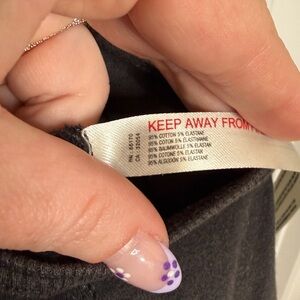 KEEP AWAY FROM
95% COTTON 5% ELASTANE
95% COTON 5% ELASTHANNE
95% BAUMWOLLE 5% ELASTAN
95% COTONE 5% ELASTAN
95% ALGODÓN 5% ELASTANO